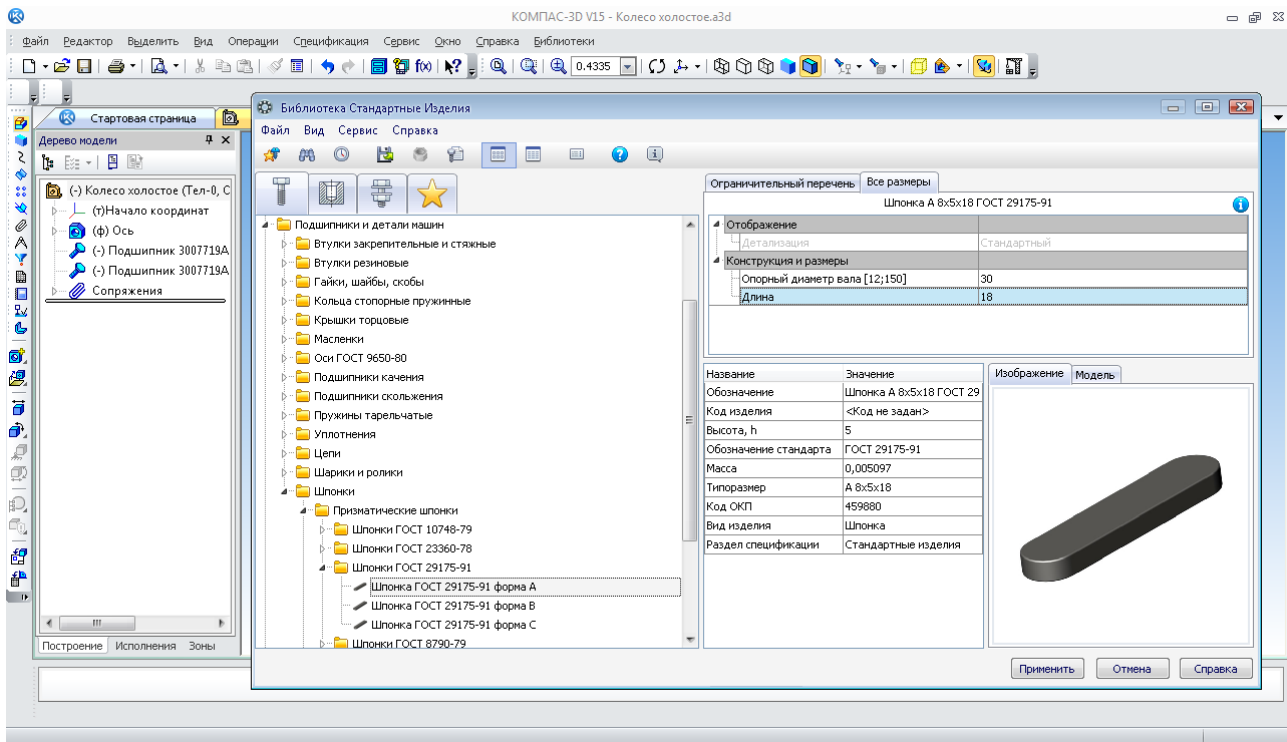 КОМПАС-3D V15 - Колесо холостое.a3d
Файл Редактор Выделить Вид Операции Спецификация Сервис Окно Справка Библиотеки
0.4335
Стартовая страница
Дерево модели
(-) Колесо холостое (Тел-0, С
(т)Начало координат
(ф) Ось
(-) Подшипник 3007719А
(-) Подшипник 3007719А
Сопряжения
Построение Исполнения Зоны
Библиотека Стандартные Изделия
Файл Вид Сервис Справка
Подшипники и детали машин
Втулки закрепительные и стяжные
Втулки резиновые
Гайки, шайбы, скобы
Кольца стопорные пружинные
Крышки торцовые
Масленки
Оси ГОСТ 9650-80
Подшипники качения
Подшипники скольжения
Пружины тарельчатые
Уплотнения
Цепи
Шарики и ролики
Шпонки
Призматические шпонки
Шпонки ГОСТ 10748-79
Шпонки ГОСТ 23360-78
Шпонки ГОСТ 29175-91
Шпонка ГОСТ 29175-91 форма A
Шпонка ГОСТ 29175-91 форма B
Шпонка ГОСТ 29175-91 форма C
Шпонки ГОСТ 8790-79
Ограничительный перечень Все размеры
Шпонка A 8x5x18 ГОСТ 29175-91
Отображение
Детализация Стандартный
Конструкция и размеры
Опорный диаметр вала [12;150] 30
Длина 18
Название Значение
Обозначение Шпонка A 8x5x18 ГОСТ 29
Код изделия <Код не задан>
Высота, h 5
Обозначение стандарта ГОСТ 29175-91
Масса 0,005097
Типоразмер A 8x5x18
Код ОКП 459880
Вид изделия Шпонка
Раздел спецификации Стандартные изделия
Изображение Модель
Применить Отмена Справка